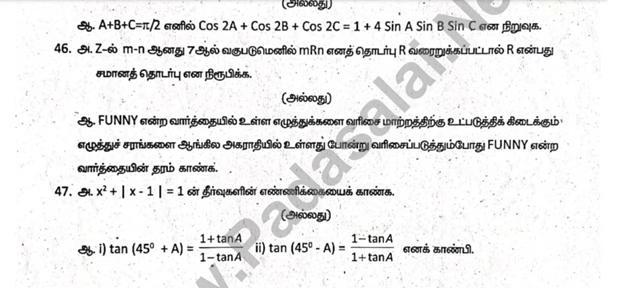 (அல்லது)
ஆ. A+B+C=π/2 எனில் Cos 2A + Cos 2B + Cos 2C = 1 + 4 Sin A Sin B Sin C என நிறுவுக.
46. அ. Z-ல் m-n ஆனது 7ஆல் வகுபடுமெனில் mRn எனத் தொடர்பு R வரைறுக்கப்பட்டால் R என்பது
சமானத் தொடர்பு என நிரூபிக்க.
(அல்லது)
ஆ. FUNNY என்ற வார்த்தையில் உள்ள எழுத்துக்களை வரிசை மாற்றத்திற்கு உட்படுத்திக் கிடைக்கும்
எழுத்துச் சரங்களை ஆங்கில அகராதியில் உள்ளது போன்று வரிசைப்படுத்தும்போது FUNNY என்ற
வார்த்தையின் தரம் காண்க.
47. அ. x² + | x - 1 | = 1 ன் தீர்வுகளின் எண்ணிக்கையைக் காண்க.
(அல்லது)
ஆ. i) tan (45⁰ + A) = (1+tanA)/(1−tanA) ii) tan (45⁰ - A) = (1−tanA)/(1+tanA) எனக் காண்பி.
www.Padasalai.Net